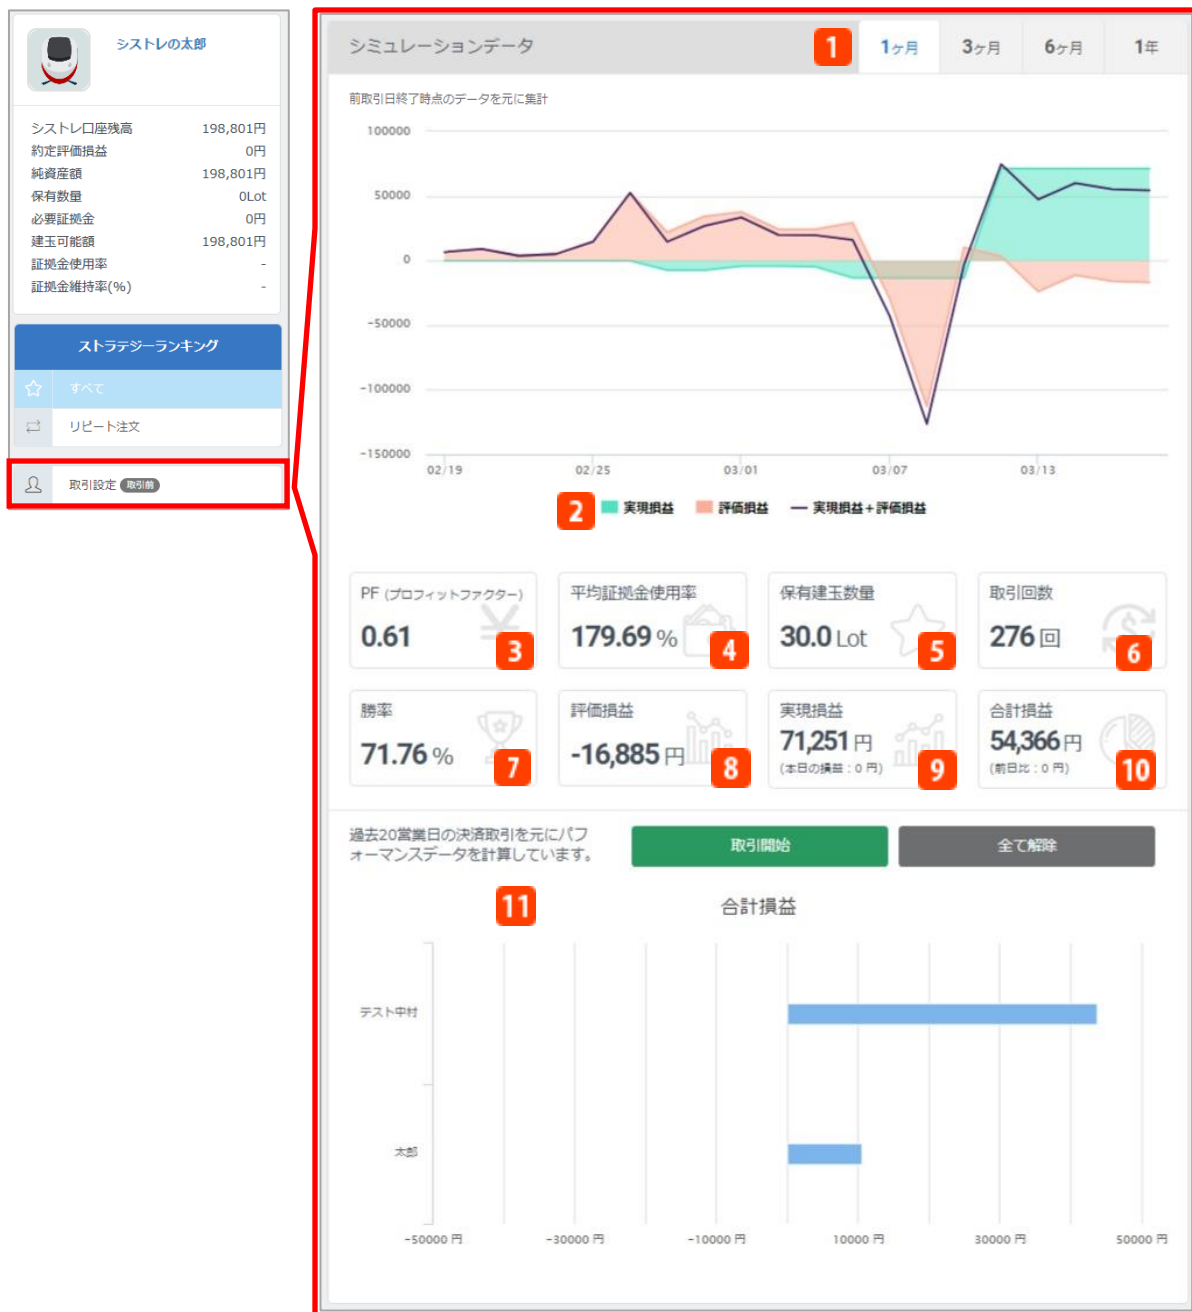 シストレの太郎
シストレ口座残高 198,801円
約定評価損益 0円
純資産額 198,801円
保有数量 0Lot
必要証拠金 0円
建玉可能額 198,801円
証拠金使用率 -
証拠金維持率(%) -
ストラテジーランキング
すべて
リピート注文
取引設定 取引前
シミュレーションデータ 1 1ヶ月 3ヶ月 6ヶ月 1年
前取引日終了時点のデータを元に集計
100000
50000
0
-50000
-100000
-150000
02/19 02/25 03/01 03/07 03/13
2 実現損益 評価損益 実現損益+評価損益
PF (プロフィットファクター)
0.61
3
平均証拠金使用率
179.69 %
4
保有建玉数量
30.0 Lot
5
取引回数
276 回
6
勝率
71.76 %
7
評価損益
-16,885 円
8
実現損益
71,251 円
(本日の損益 : 0 円)
9
合計損益
54,366 円
(前日比 : 0 円)
10
過去20営業日の決済取引を元にパフ
ォーマンスデータを計算しています。
取引開始
全て解除
11
合計損益
テスト中村
太郎
-50000 円 -30000 円 -10000 円 10000 円 30000 円 50000 円